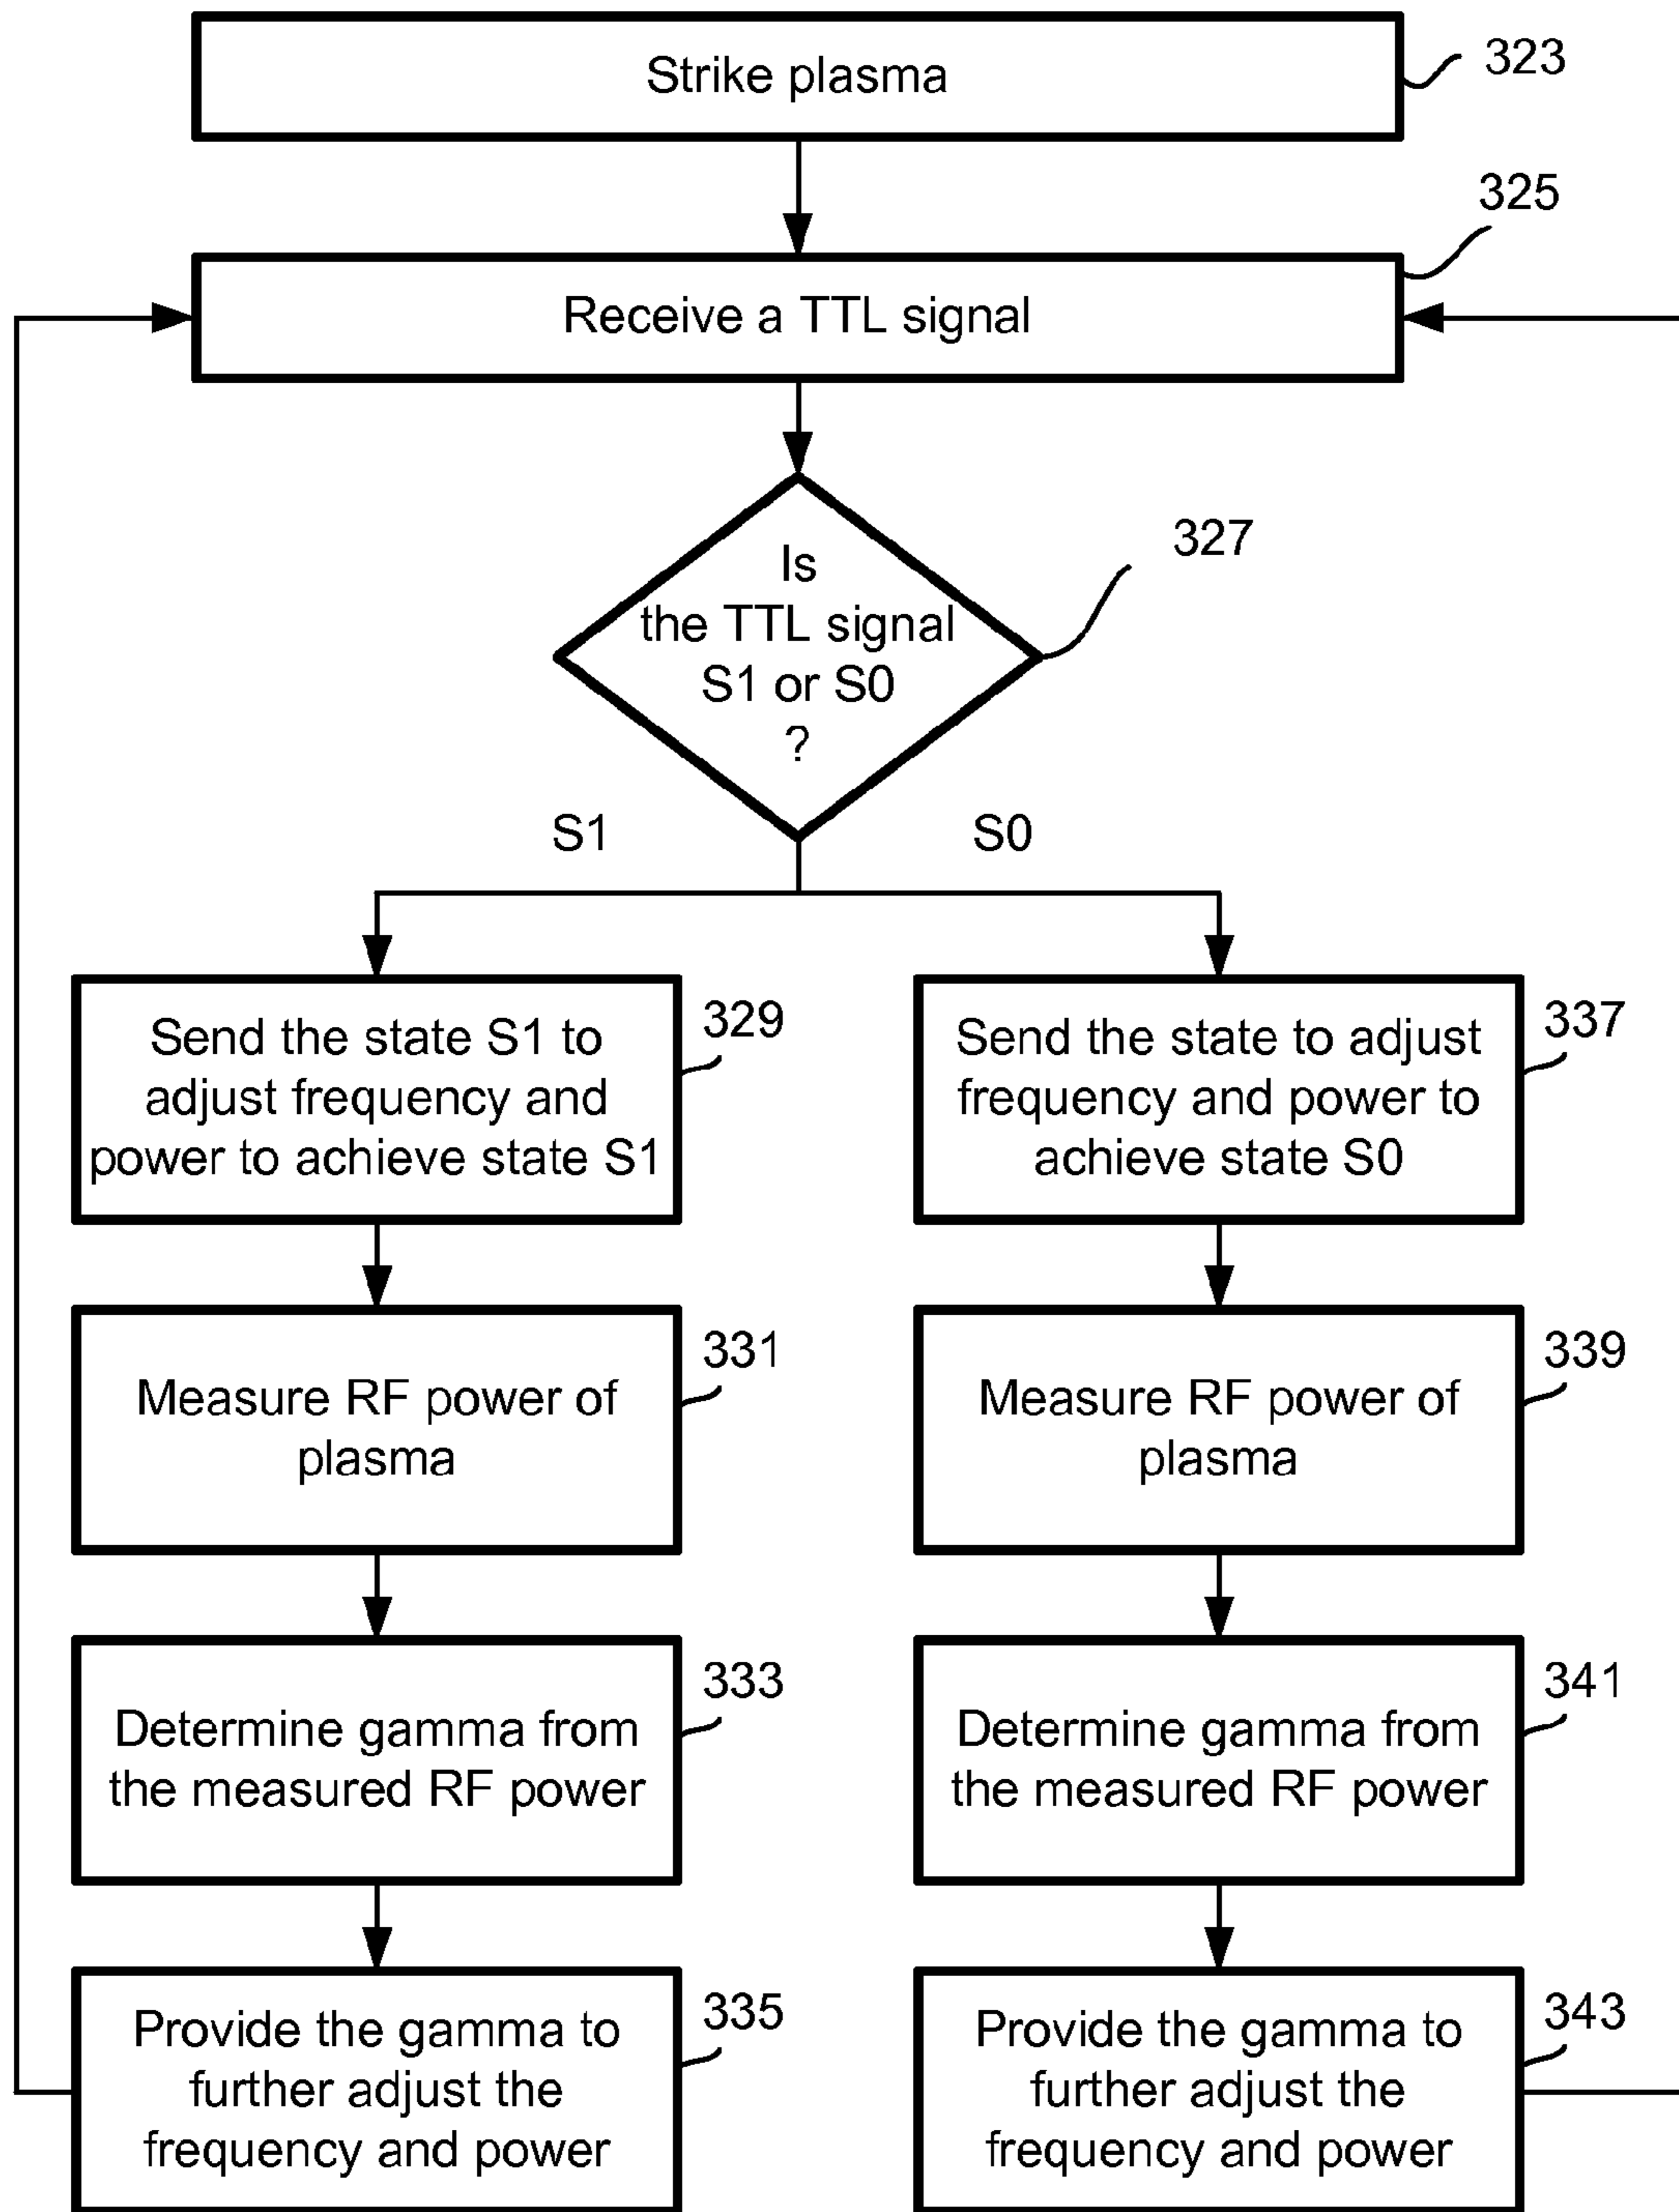 Strike plasma
323
325
Receive a TTL signal
327
Is
the TTL signal
S1 or S0
?
S1
S0
Send the state S1 to
adjust frequency and
power to achieve state S1
329
Send the state to adjust
frequency and power to
achieve state S0
337
Measure RF power of
plasma
331
Measure RF power of
plasma
339
Determine gamma from
the measured RF power
333
Determine gamma from
the measured RF power
341
Provide the gamma to
further adjust the
frequency and power
335
Provide the gamma to
further adjust the
frequency and power
343